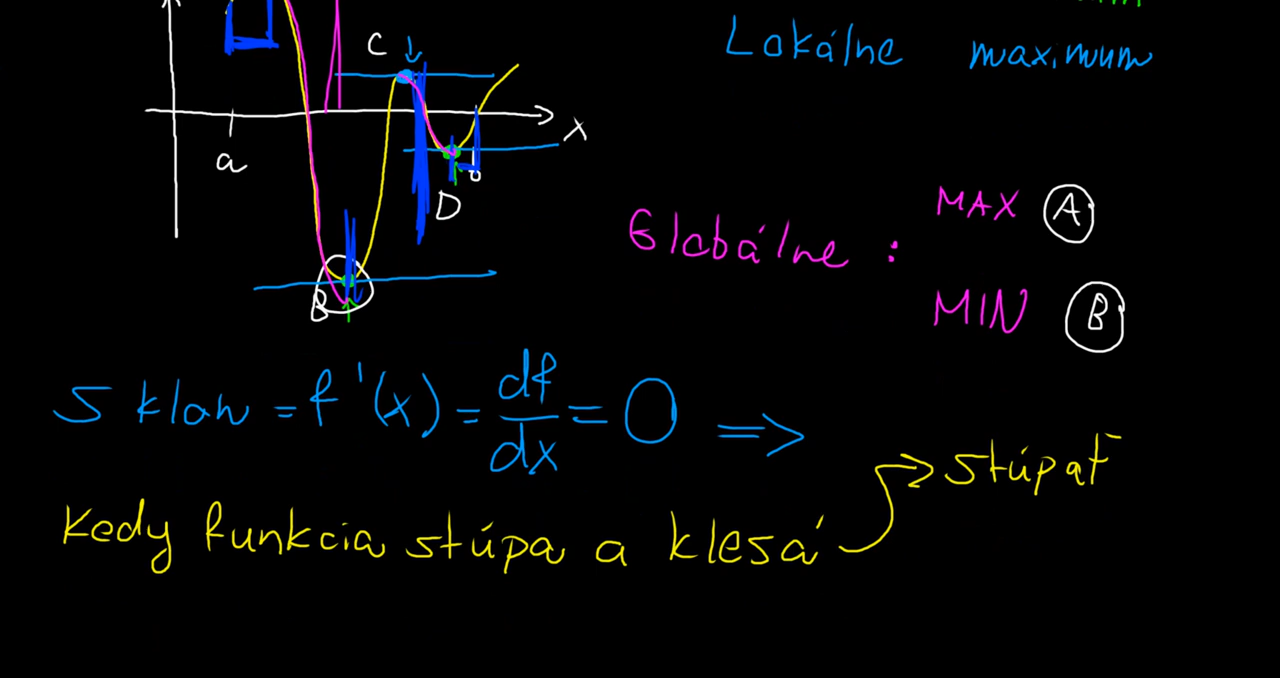 Lokálne maximum
C
x
a
D
B
Globálne :
MAX A
MIN B
Sklon = f'(x) = df/dx = 0 ⇒
Kedy funkcia stúpa a klesá → stúpať